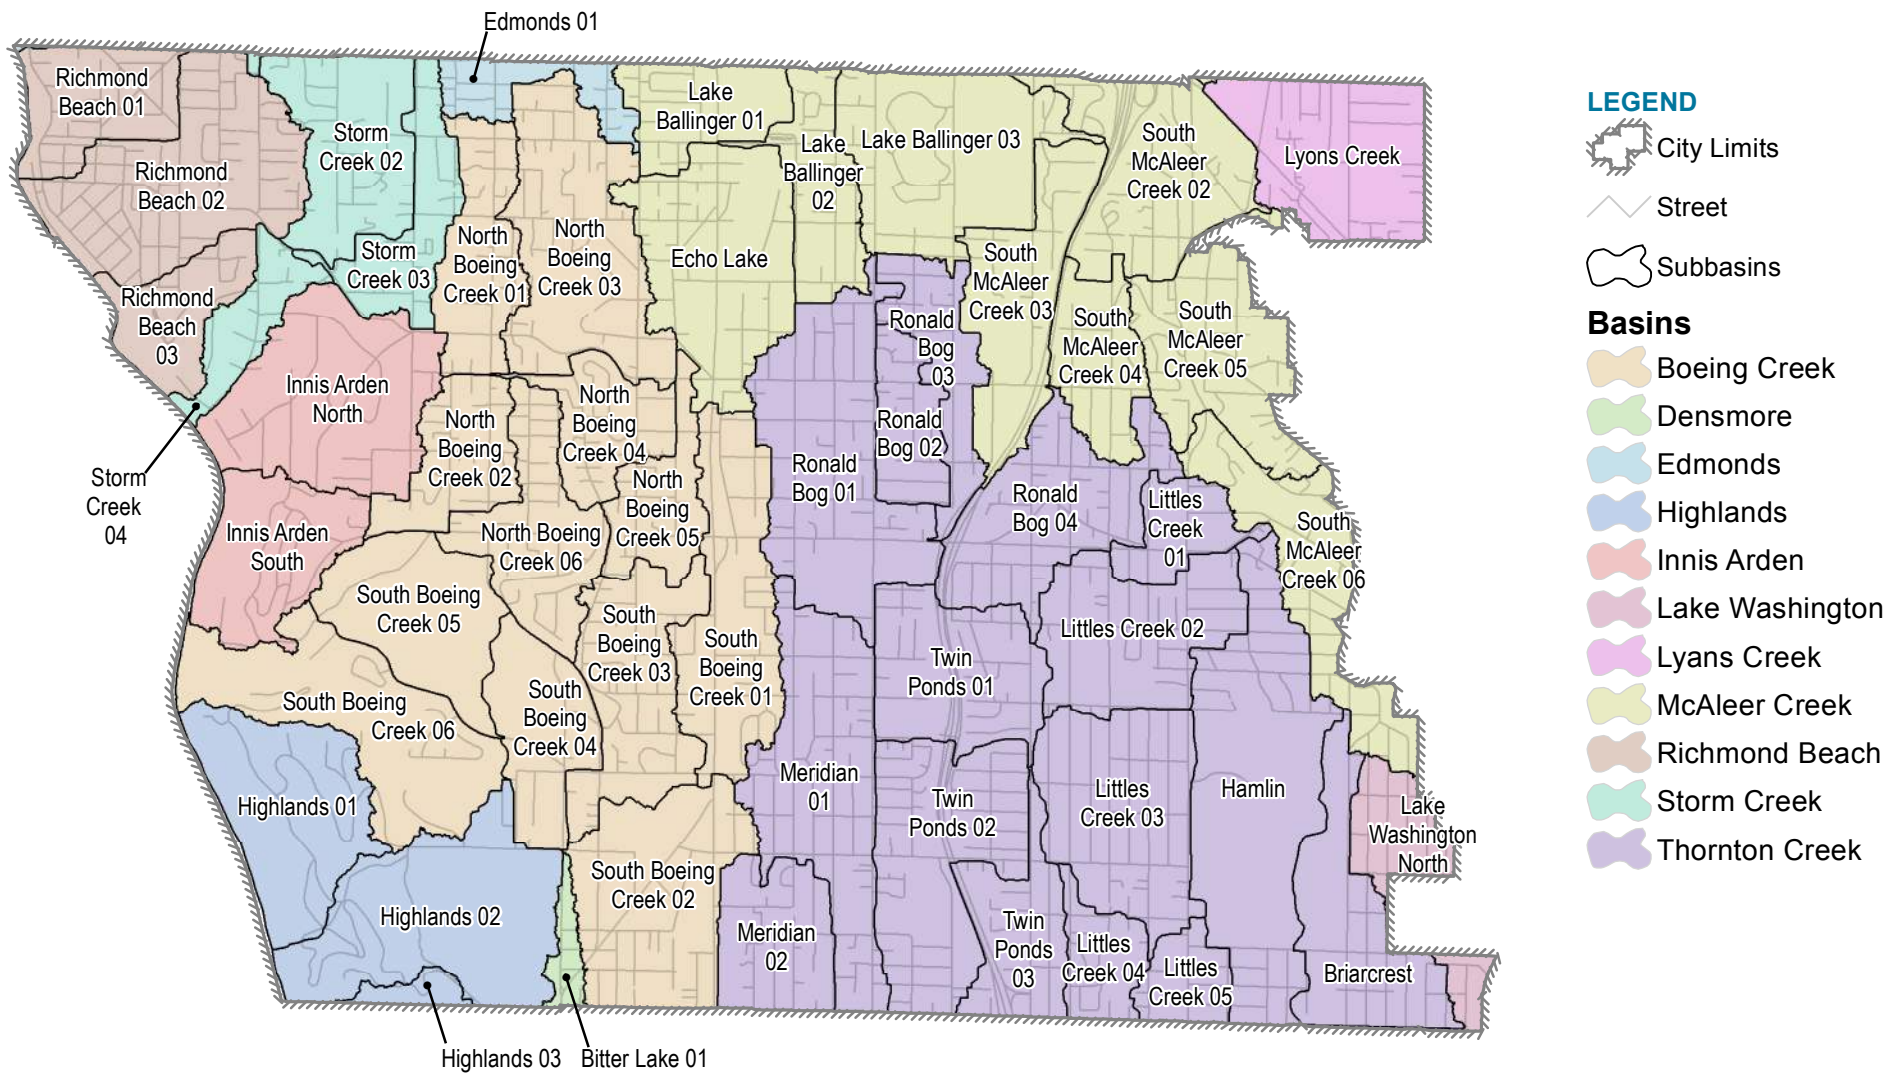 Edmonds 01
Richmond
Beach 01
Storm
Creek 02
Lake
Ballinger 01
Lake
Ballinger
02
Lake Ballinger 03
South
McAleer
Creek 02
Lyons Creek
Richmond
Beach 02
Storm
Creek 03
North
Boeing
Creek 01
North
Boeing
Creek 03
Echo Lake
South
McAleer
Creek 03
Richmond
Beach
03
Ronald
Bog
03
South
McAleer
Creek 04
South
McAleer
Creek 05
Innis Arden
North
North
Boeing
Creek 02
North
Boeing
Creek 04
Ronald
Bog 02
Storm
Creek
04
North
Boeing
Creek 05
Ronald
Bog 01
Ronald
Bog 04
Littles
Creek
01
Innis Arden
South
North Boeing
Creek 06
South
McAleer
Creek 06
South Boeing
Creek 05
South
Boeing
Creek 03
South
Boeing
Creek 01
Littles Creek 02
Twin
Ponds 01
South Boeing
Creek 06
South
Boeing
Creek 04
Highlands 01
Meridian
01
Twin
Ponds 02
Littles
Creek 03
Hamlin
Lake
Washington
North
Highlands 02
South Boeing
Creek 02
Meridian
02
Twin
Ponds
03
Littles
Creek 04
Littles
Creek 05
Briarcrest
Highlands 03
Bitter Lake 01
LEGEND
City Limits
Street
Subbasins
Basins
Boeing Creek
Densmore
Edmonds
Highlands
Innis Arden
Lake Washington
Lyans Creek
McAleer Creek
Richmond Beach
Storm Creek
Thornton Creek